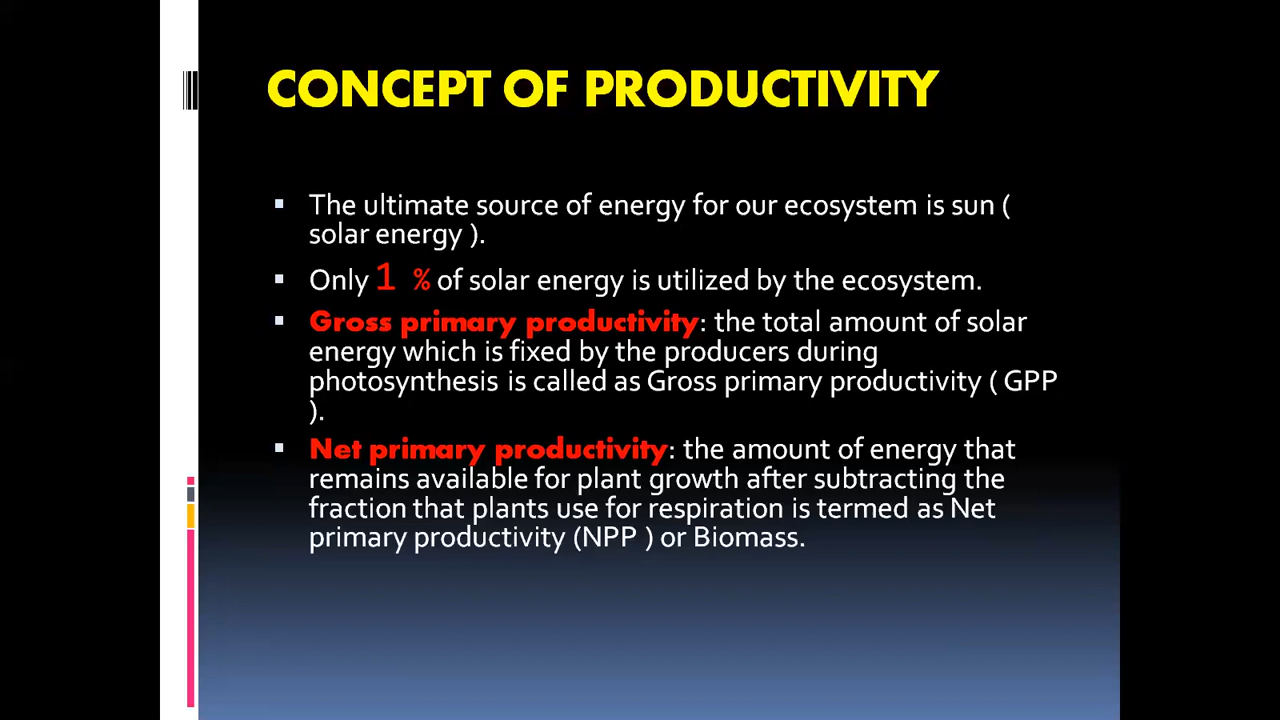 CONCEPT OF PRODUCTIVITY
▪ The ultimate source of energy for our ecosystem is sun (
solar energy ).
▪ Only 1 % of solar energy is utilized by the ecosystem.
▪ Gross primary productivity: the total amount of solar
energy which is fixed by the producers during
photosynthesis is called as Gross primary productivity ( GPP
).
▪ Net primary productivity: the amount of energy that
remains available for plant growth after subtracting the
fraction that plants use for respiration is termed as Net
primary productivity (NPP ) or Biomass.